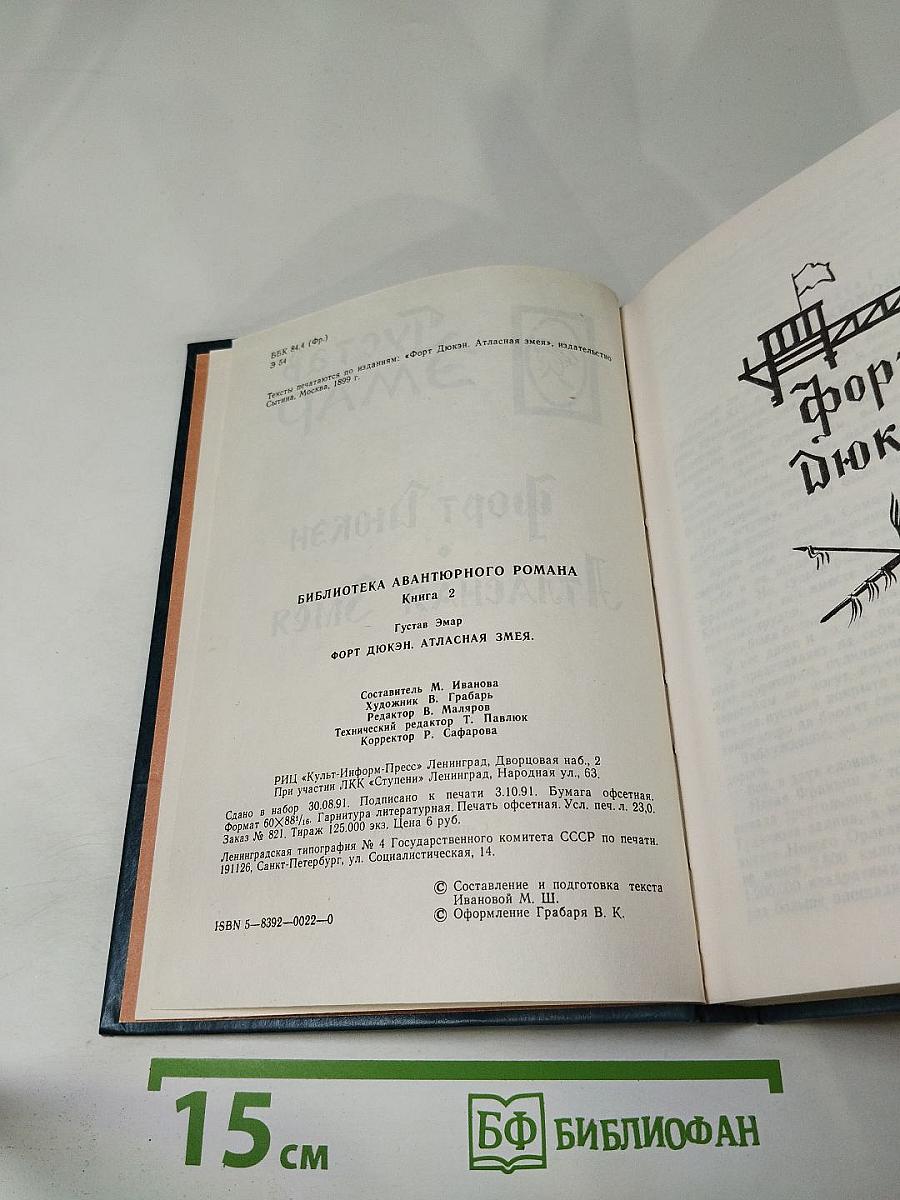 ББК 84.4 (Фр.)
Э 54
Тексты печатаются по изданиям: «Форт Дюкэн. Атласная змея», издательство
Сытина, Москва, 1899 г.
БИБЛИОТЕКА АВАНТЮРНОГО РОМАНА
Книга 2
Густав Эмар
ФОРТ ДЮКЭН. АТЛАСНАЯ ЗМЕЯ.
Составитель М. Иванова
Художник В. Грабарь
Редактор В. Маляров
Технический редактор Т. Павлюк
Корректор Р. Сафарова
РИЦ «Культ-Информ-Пресс» Ленинград, Дворцовая наб., 2
При участии ЛКК «Ступени» Ленинград, Народная ул., 63.
Сдано в набор 30.08.91. Подписано к печати 3.10.91. Бумага офсетная.
Формат 60×88¹/₁₆. Гарнитура литературная. Печать офсетная. Усл. печ. л. 23,0.
Заказ № 821. Тираж 125.000 экз. Цена 6 руб.
Ленинградская типография № 4 Государственного комитета СССР по печати.
191126, Санкт-Петербург, ул. Социалистическая, 14.
© Составление и подготовка текста
Ивановой М. Ш.
© Оформление Грабаря В. К.
ISBN 5—8392—0022—0
Форт
Дюк
15 см
БФ БИБЛИОФАН